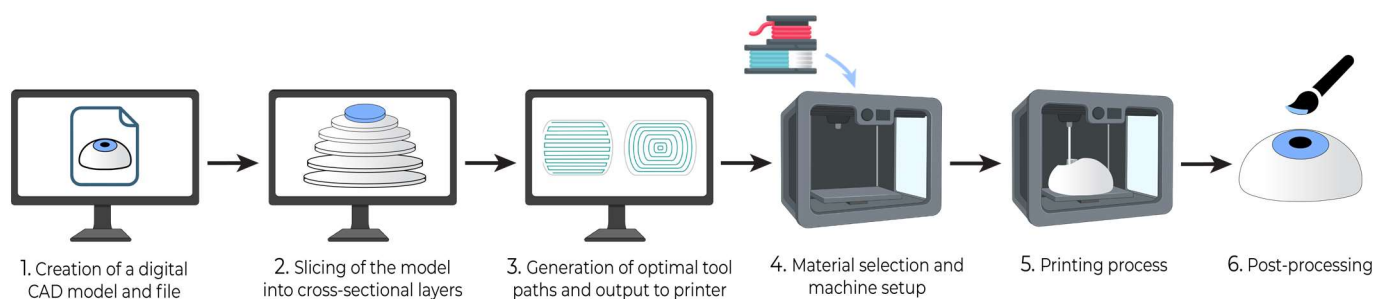 1. Creation of a digital
CAD model and file
2. Slicing of the model
into cross-sectional layers
3. Generation of optimal tool
paths and output to printer
4. Material selection and
machine setup
5. Printing process
6. Post-processing